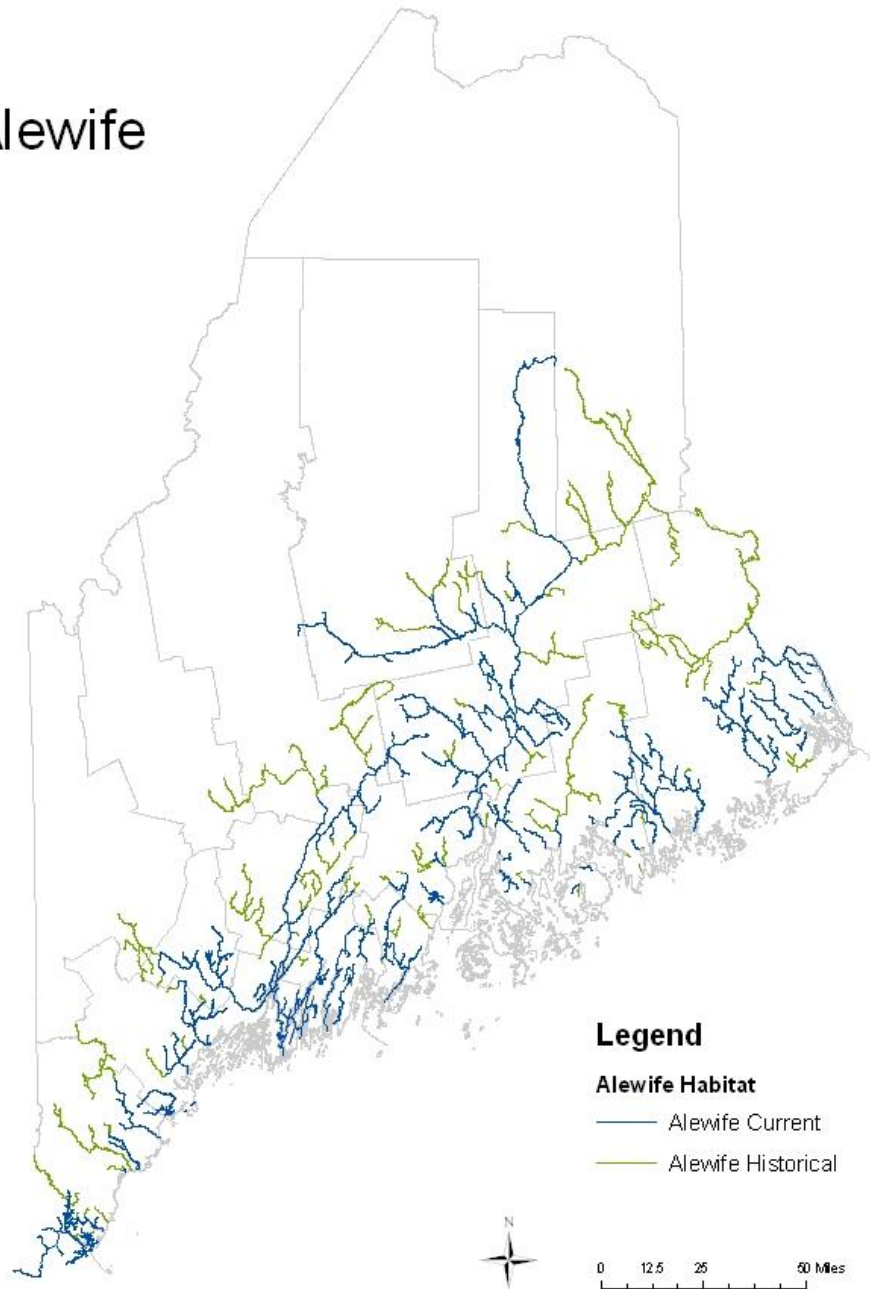 lewife
Legend
Alewife Habitat
Alewife Current
Alewife Historical
N
0 12.5 25 50 Miles